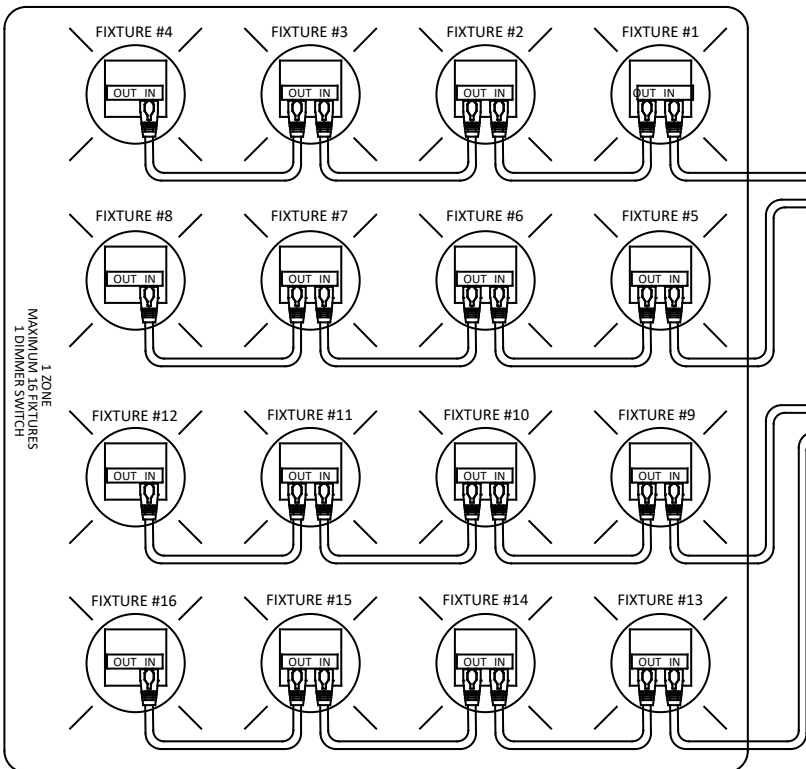 FIXTURE #4
FIXTURE #3
FIXTURE #2
FIXTURE #1
OUT IN
OUT IN
OUT IN
OUT IN
FIXTURE #8
FIXTURE #7
FIXTURE #6
FIXTURE #5
OUT IN
OUT IN
OUT IN
OUT IN
1 ZONE
MAXIMUM 16 FIXTURES
1 DIMMER SWITCH
FIXTURE #12
FIXTURE #11
FIXTURE #10
FIXTURE #9
OUT IN
OUT IN
OUT IN
OUT IN
FIXTURE #16
FIXTURE #15
FIXTURE #14
FIXTURE #13
OUT IN
OUT IN
OUT IN
OUT IN